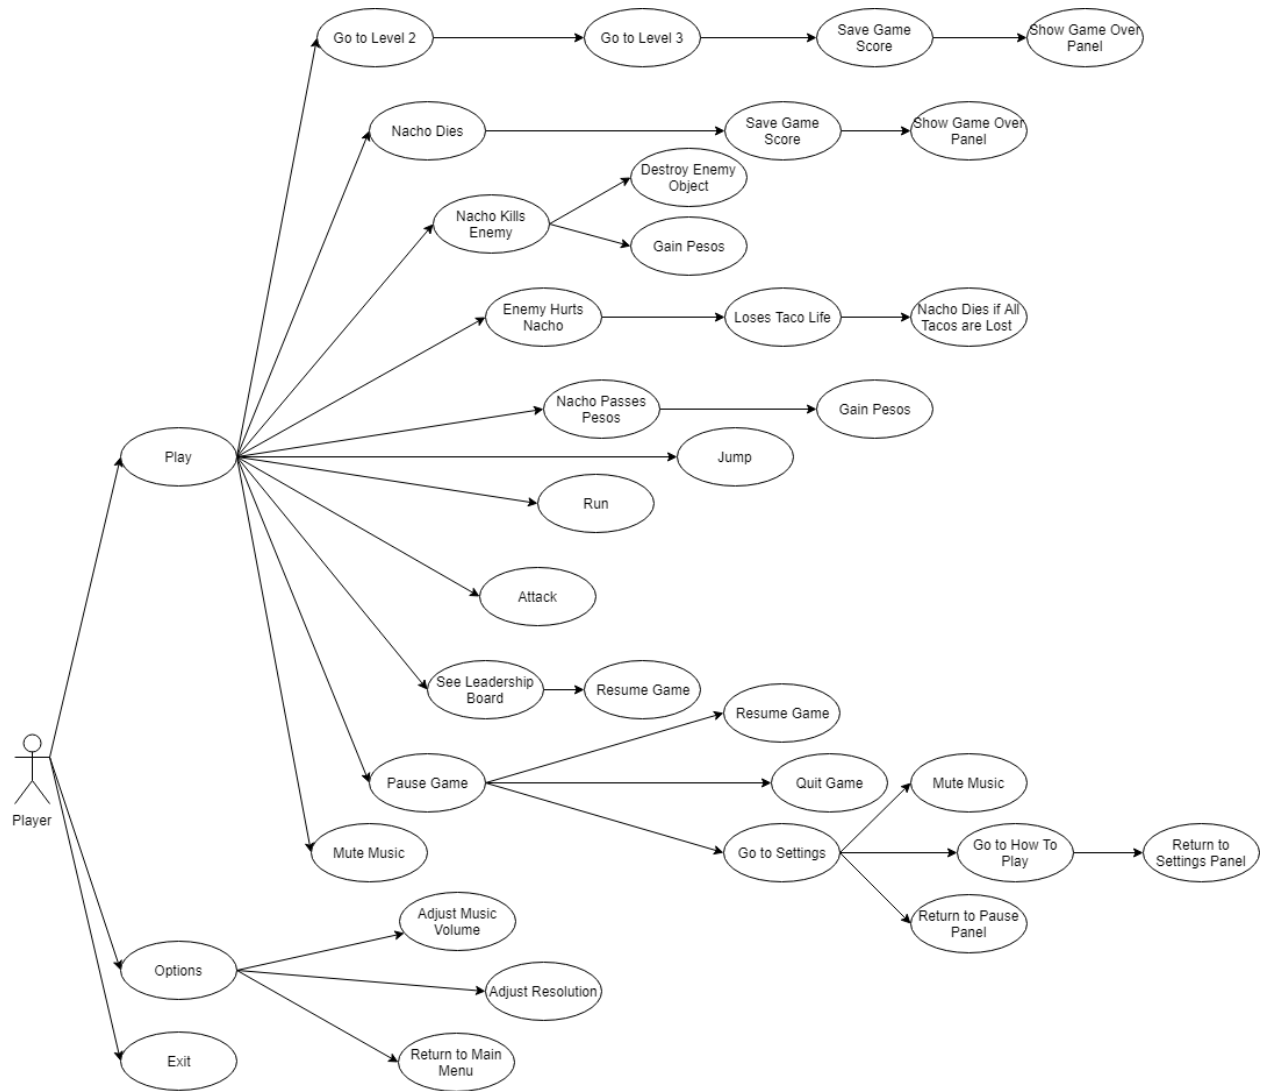 Go to Level 2
Go to Level 3
Save Game
Score
Show Game Over
Panel
Nacho Dies
Save Game
Score
Show Game Over
Panel
Destroy Enemy
Object
Nacho Kills
Enemy
Gain Pesos
Enemy Hurts
Nacho
Loses Taco Life
Nacho Dies if All
Tacos are Lost
Nacho Passes
Pesos
Gain Pesos
Play
Jump
Run
Attack
See Leadership
Board
Resume Game
Resume Game
Pause Game
Quit Game
Mute Music
Player
Mute Music
Go to Settings
Go to How To
Play
Return to
Settings Panel
Return to Pause
Panel
Adjust Music
Volume
Options
Adjust Resolution
Exit
Return to Main
Menu